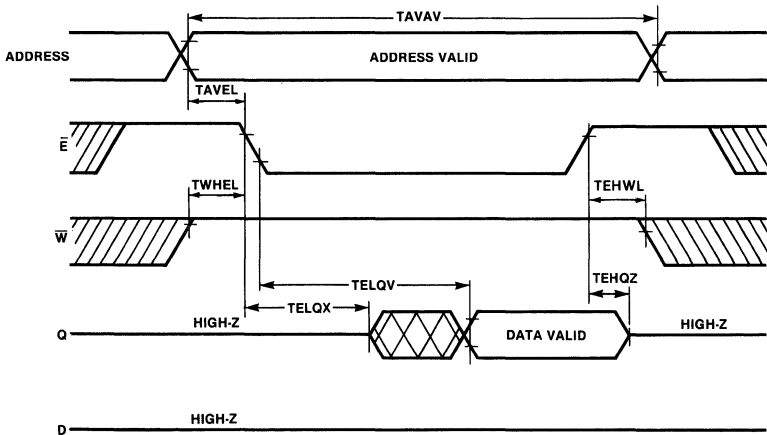 TAVAV
ADDRESS
ADDRESS VALID
TAVEL
E
TWHEL
TEHWL
W
TELQV
TEHQZ
TELQX
HIGH-Z
HIGH-Z
Q
DATA VALID
HIGH-Z
D